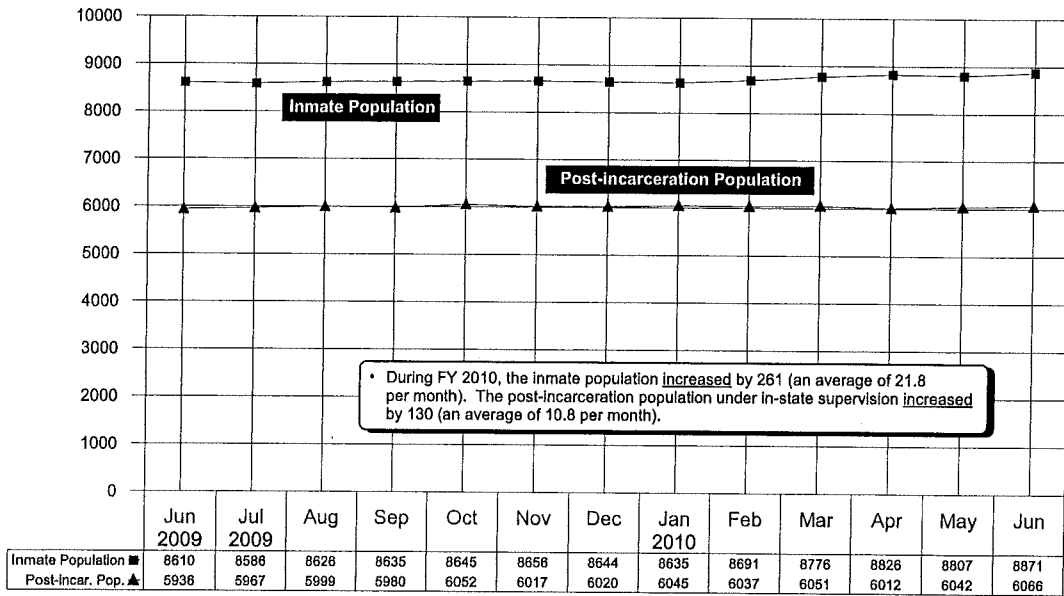 10000
9000
8000
7000
6000
5000
4000
3000
2000
1000
0
Inmate Population
Post-incarceration Population
• During FY 2010, the inmate population increased by 261 (an average of 21.8
per month). The post-incarceration population under in-state supervision increased
by 130 (an average of 10.8 per month).
Jun Jul Aug Sep Oct Nov Dec Jan Feb Mar Apr May Jun
2009 2009 2010
Inmate Population ■ 8610 8586 8626 8635 8645 8656 8644 8635 8691 8776 8826 8807 8871
Post-incar. Pop. ▲ 5936 5967 5999 5980 6052 6017 6020 6045 6037 6051 6012 6042 6066